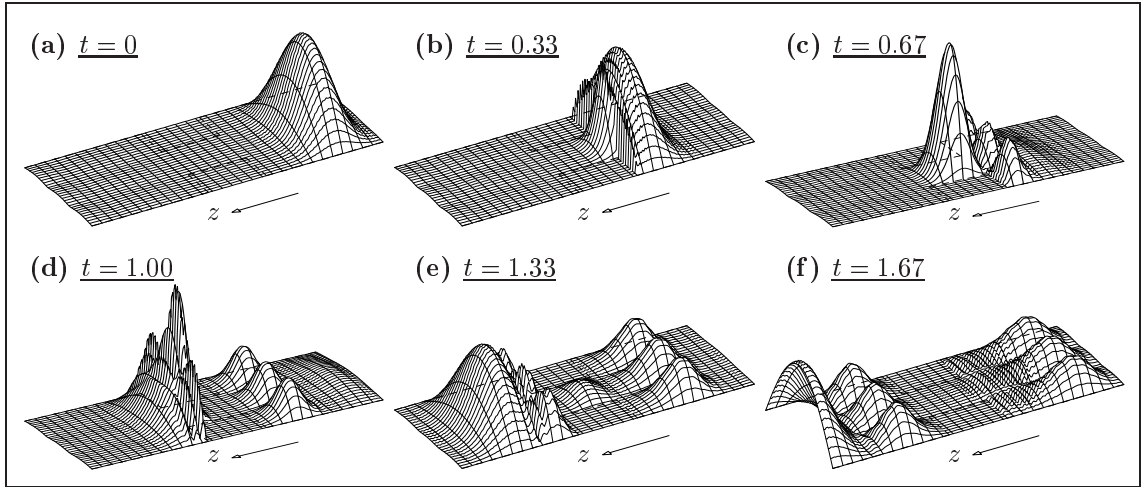 (a) t = 0
(b) t = 0.33
(c) t = 0.67
z
z
z
(d) t = 1.00
(e) t = 1.33
(f) t = 1.67
z
z
z